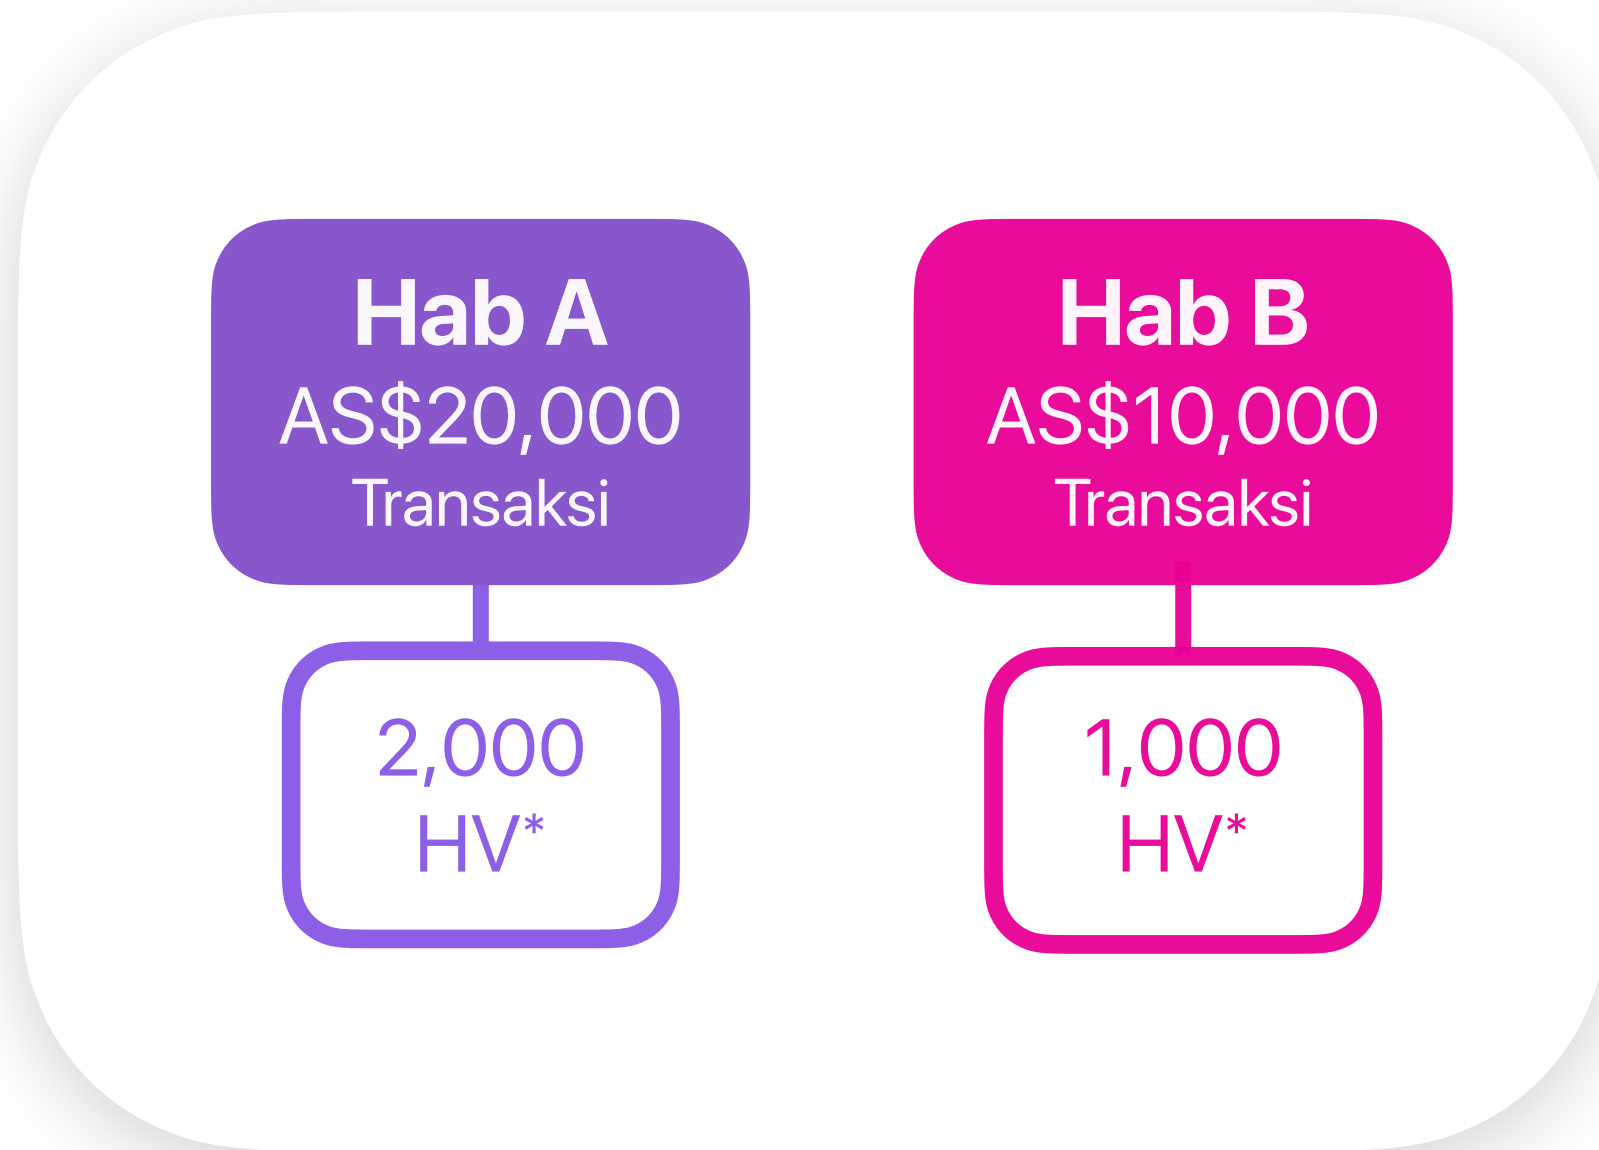 Hab A
AS$20,000
Transaksi
2,000
HV*
Hab B
AS$10,000
Transaksi
1,000
HV*